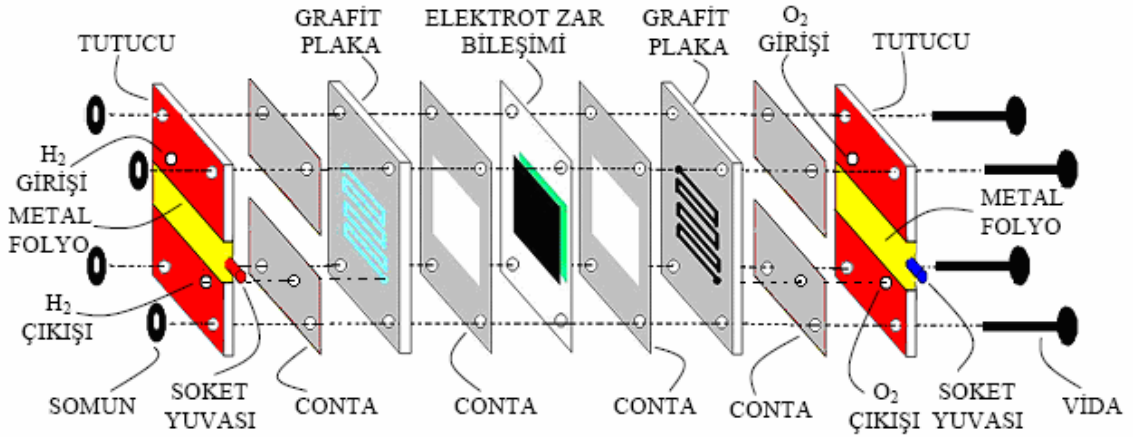 TUTUCU
GRAFİT
PLAKA
ELEKTROT ZAR
BİLEŞİMİ
GRAFİT
PLAKA
O2
GİRİŞİ
TUTUCU
H2
GİRİŞİ
METAL
FOLYO
H2
ÇIKIŞI
METAL
FOLYO
SOMUN
SOKET
YUVASI
CONTA
CONTA
CONTA
CONTA
O2
ÇIKIŞI
SOKET
YUVASI
VİDA